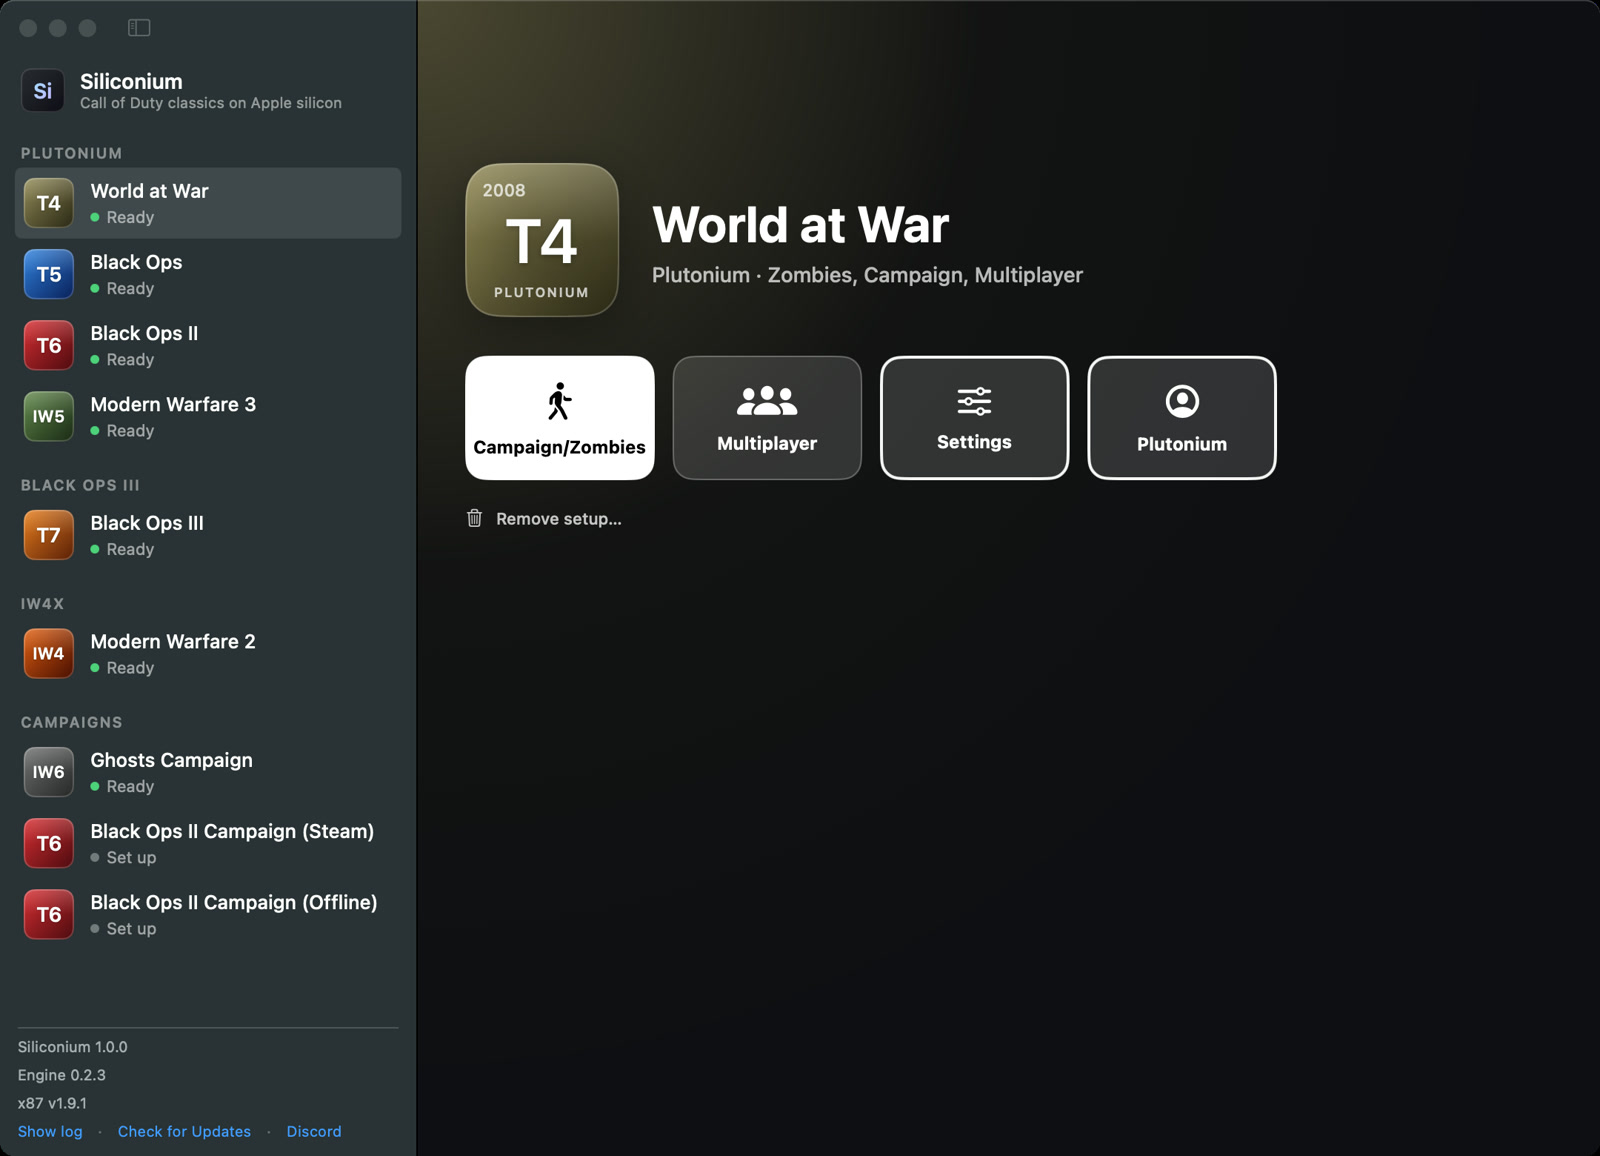 Si
Siliconium
Call of Duty classics on Apple silicon
PLUTONIUM
T4
World at War
Ready
T5
Black Ops
Ready
T6
Black Ops II
Ready
IW5
Modern Warfare 3
Ready
BLACK OPS III
T7
Black Ops III
Ready
IW4X
IW4
Modern Warfare 2
Ready
CAMPAIGNS
IW6
Ghosts Campaign
Ready
T6
Black Ops II Campaign (Steam)
Set up
T6
Black Ops II Campaign (Offline)
Set up
Siliconium 1.0.0
Engine 0.2.3
x87 v1.9.1
Show log · Check for Updates · Discord
2008
T4
PLUTONIUM
World at War
Plutonium · Zombies, Campaign, Multiplayer
Campaign/Zombies
Multiplayer
Settings
Plutonium
Remove setup...